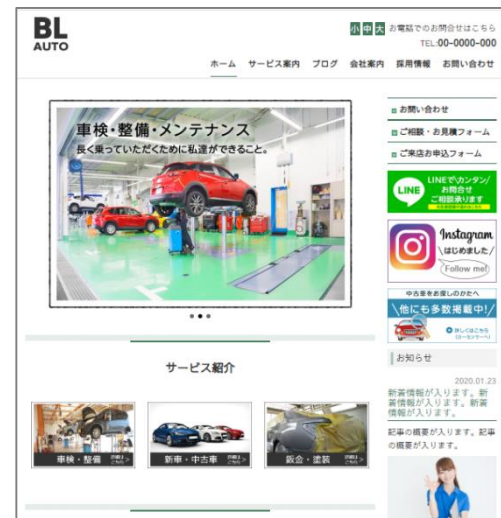 BL
AUTO
小 中 大 お電話でのお問合せはこちら
TEL:00-0000-000
ホーム サービス案内 ブログ 会社案内 採用情報 お問い合わせ
車検・整備・メンテナンス
長く乗っていただくために私達ができること。
サービス紹介
車検・整備
新車・中古車
鈑金・塗装
お問い合わせ
ご相談・お見積フォーム
ご来店お申込フォーム
LINE
LINEでカンタン/
お問合せ
ご相談承ります
Instagram
\はじめました/
Follow me!
中古車をお探しのかたへ
\他にも多数掲載中!/
詳しくはこちら
お知らせ
2020.01.23
新着情報が入ります。新
着情報が入ります。新着
情報が入ります。
記事の概要が入ります。記事
の概要が入ります。